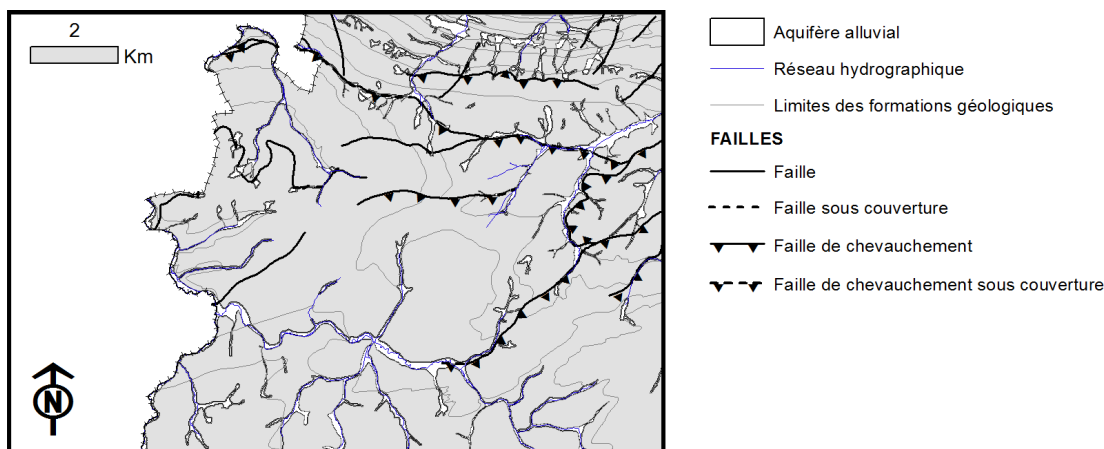 2
Km
N
Aquifère alluvial
Réseau hydrographique
Limites des formations géologiques
FAILLES
Faille
Faille sous couverture
Faille de chevauchement
Faille de chevauchement sous couverture